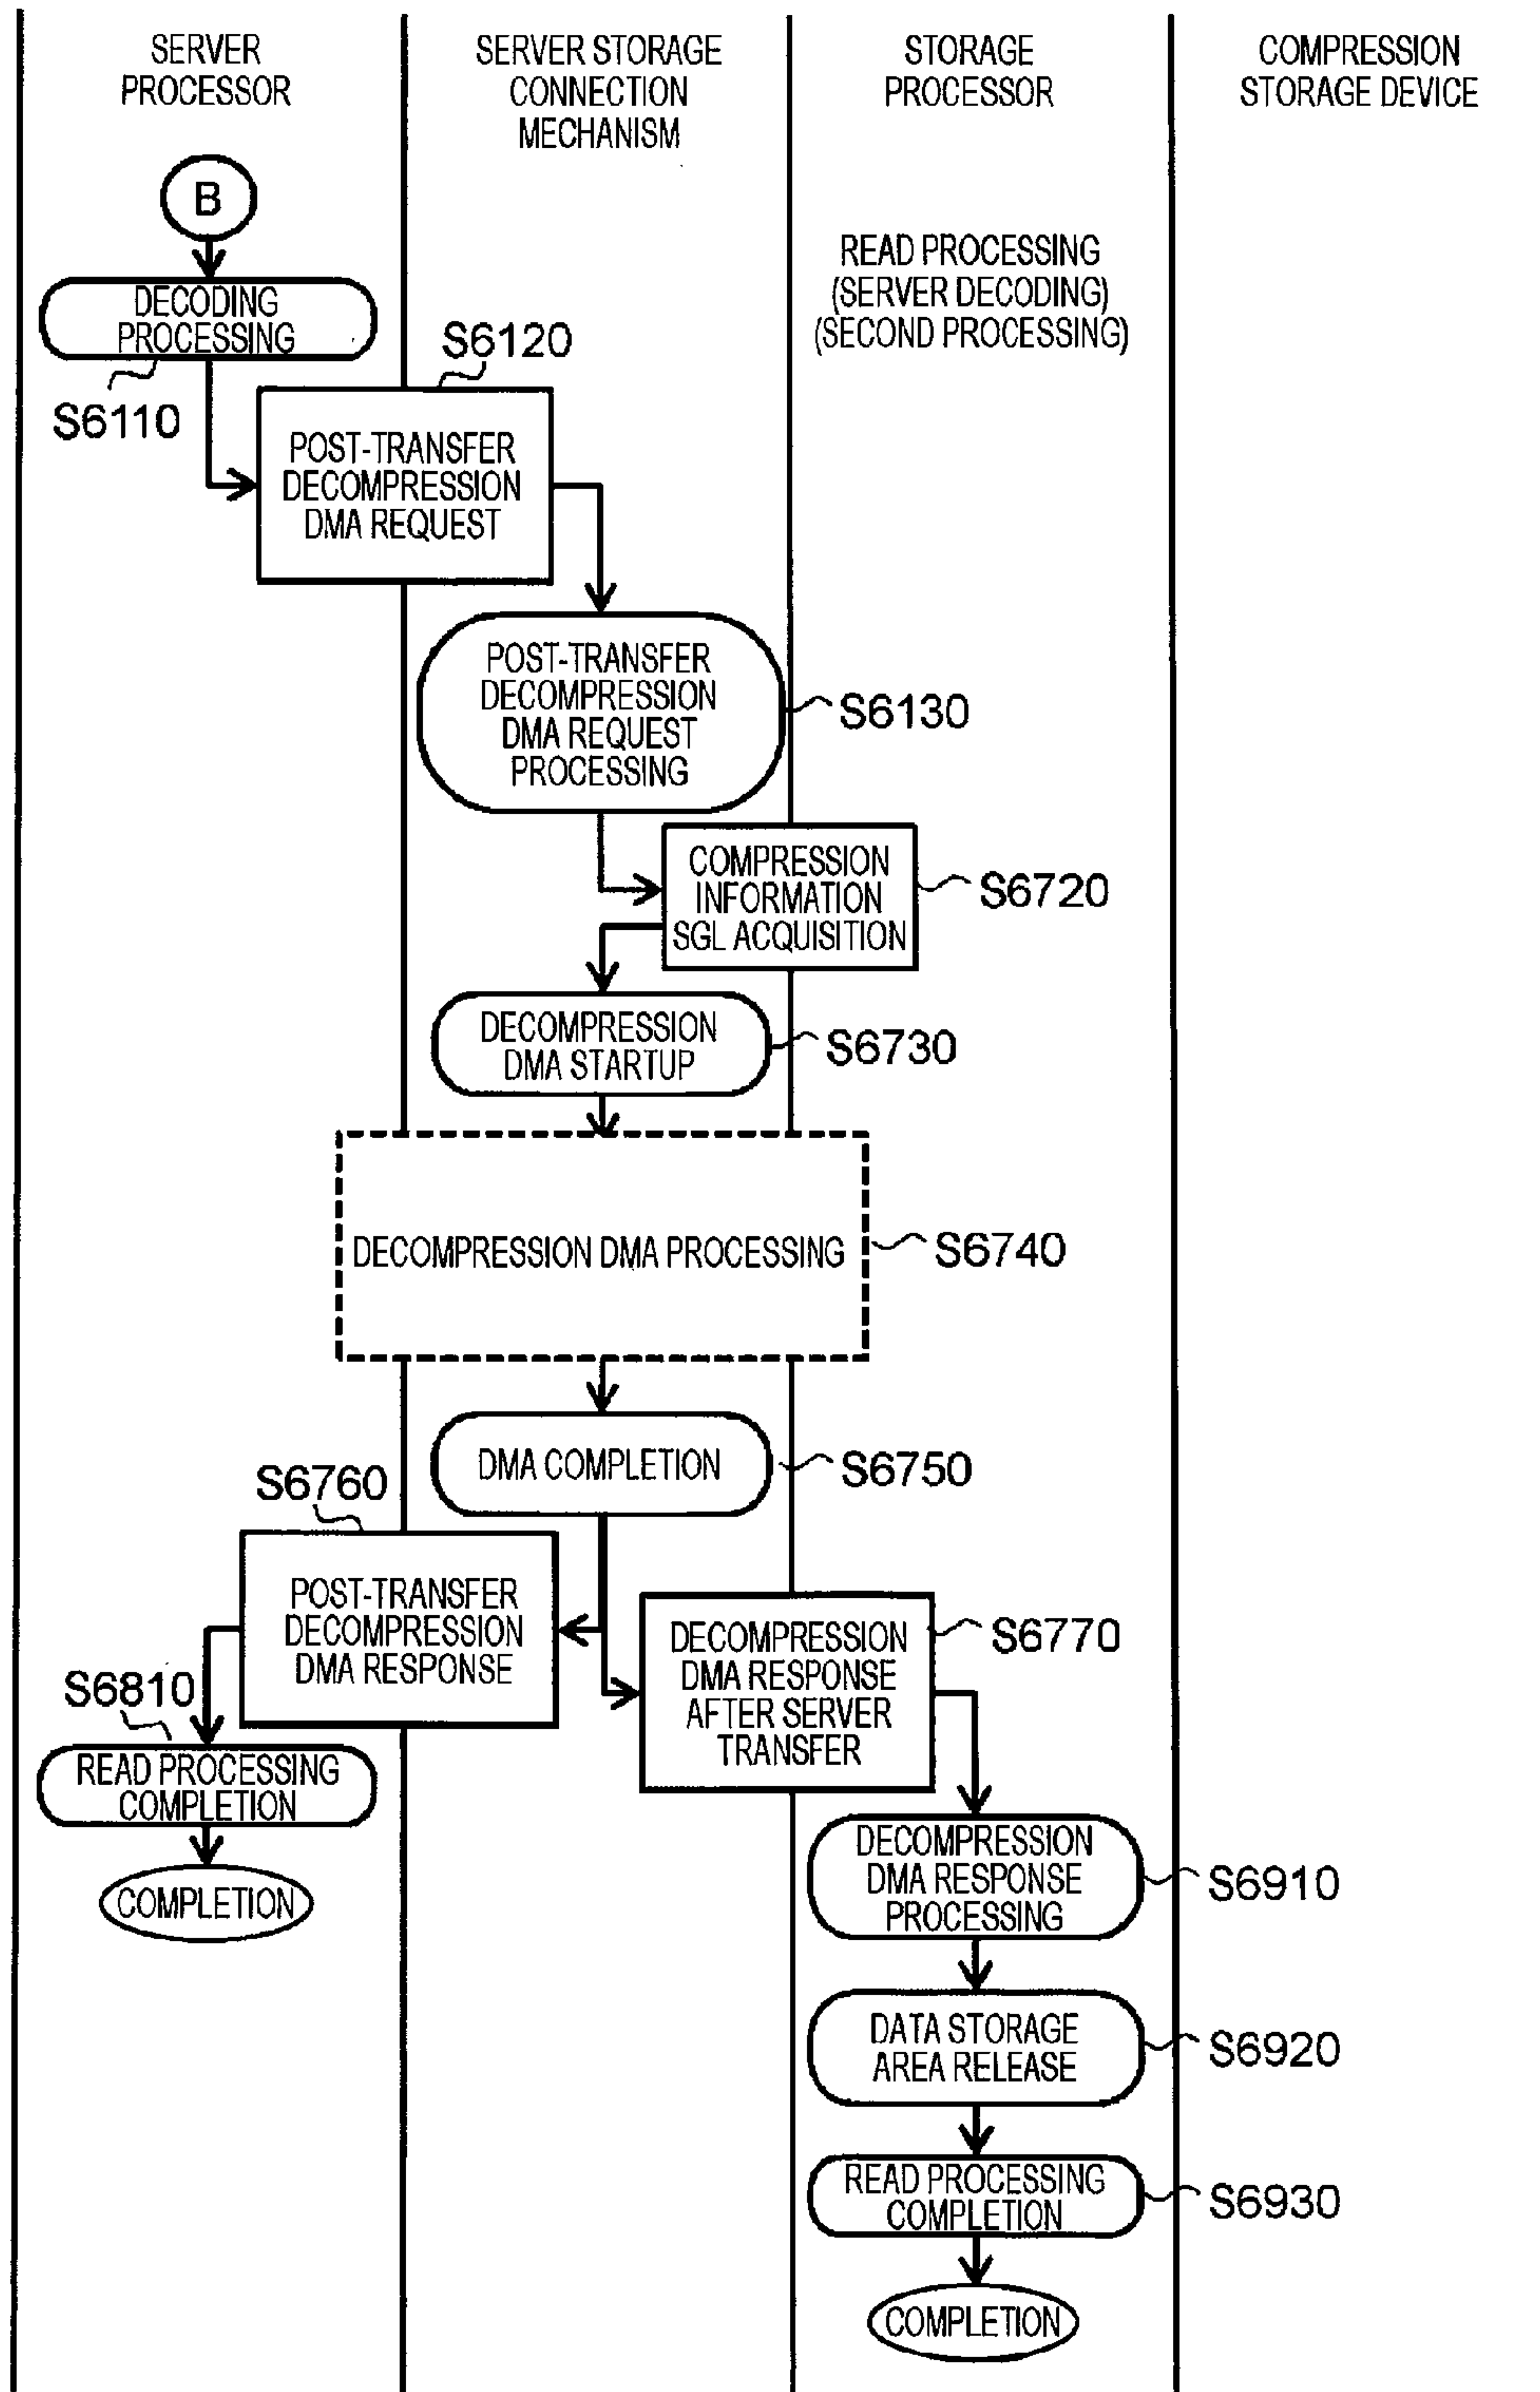 SERVER
PROCESSOR
SERVER STORAGE
CONNECTION
MECHANISM
STORAGE
PROCESSOR
COMPRESSION
STORAGE DEVICE
B
READ PROCESSING
(SERVER DECODING)
(SECOND PROCESSING)
DECODING
PROCESSING
S6110
S6120
POST-TRANSFER
DECOMPRESSION
DMA REQUEST
POST-TRANSFER
DECOMPRESSION
DMA REQUEST
PROCESSING
S6130
COMPRESSION
INFORMATION
SGL ACQUISITION
S6720
DECOMPRESSION
DMA STARTUP
S6730
DECOMPRESSION DMA PROCESSING
S6740
DMA COMPLETION
S6750
S6760
POST-TRANSFER
DECOMPRESSION
DMA RESPONSE
DECOMPRESSION
DMA RESPONSE
AFTER SERVER
TRANSFER
S6770
S6810
READ PROCESSING
COMPLETION
COMPLETION
DECOMPRESSION
DMA RESPONSE
PROCESSING
S6910
DATA STORAGE
AREA RELEASE
S6920
READ PROCESSING
COMPLETION
S6930
COMPLETION